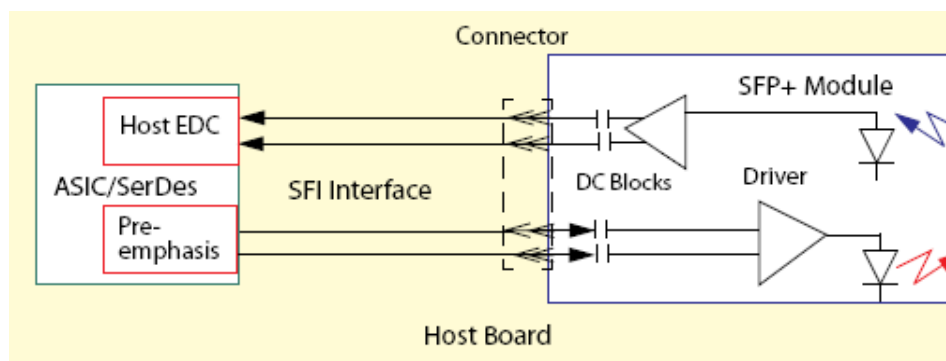 Connector
SFP+ Module
Host EDC
ASIC/SerDes
SFI Interface
DC Blocks
Driver
Pre-
emphasis
Host Board